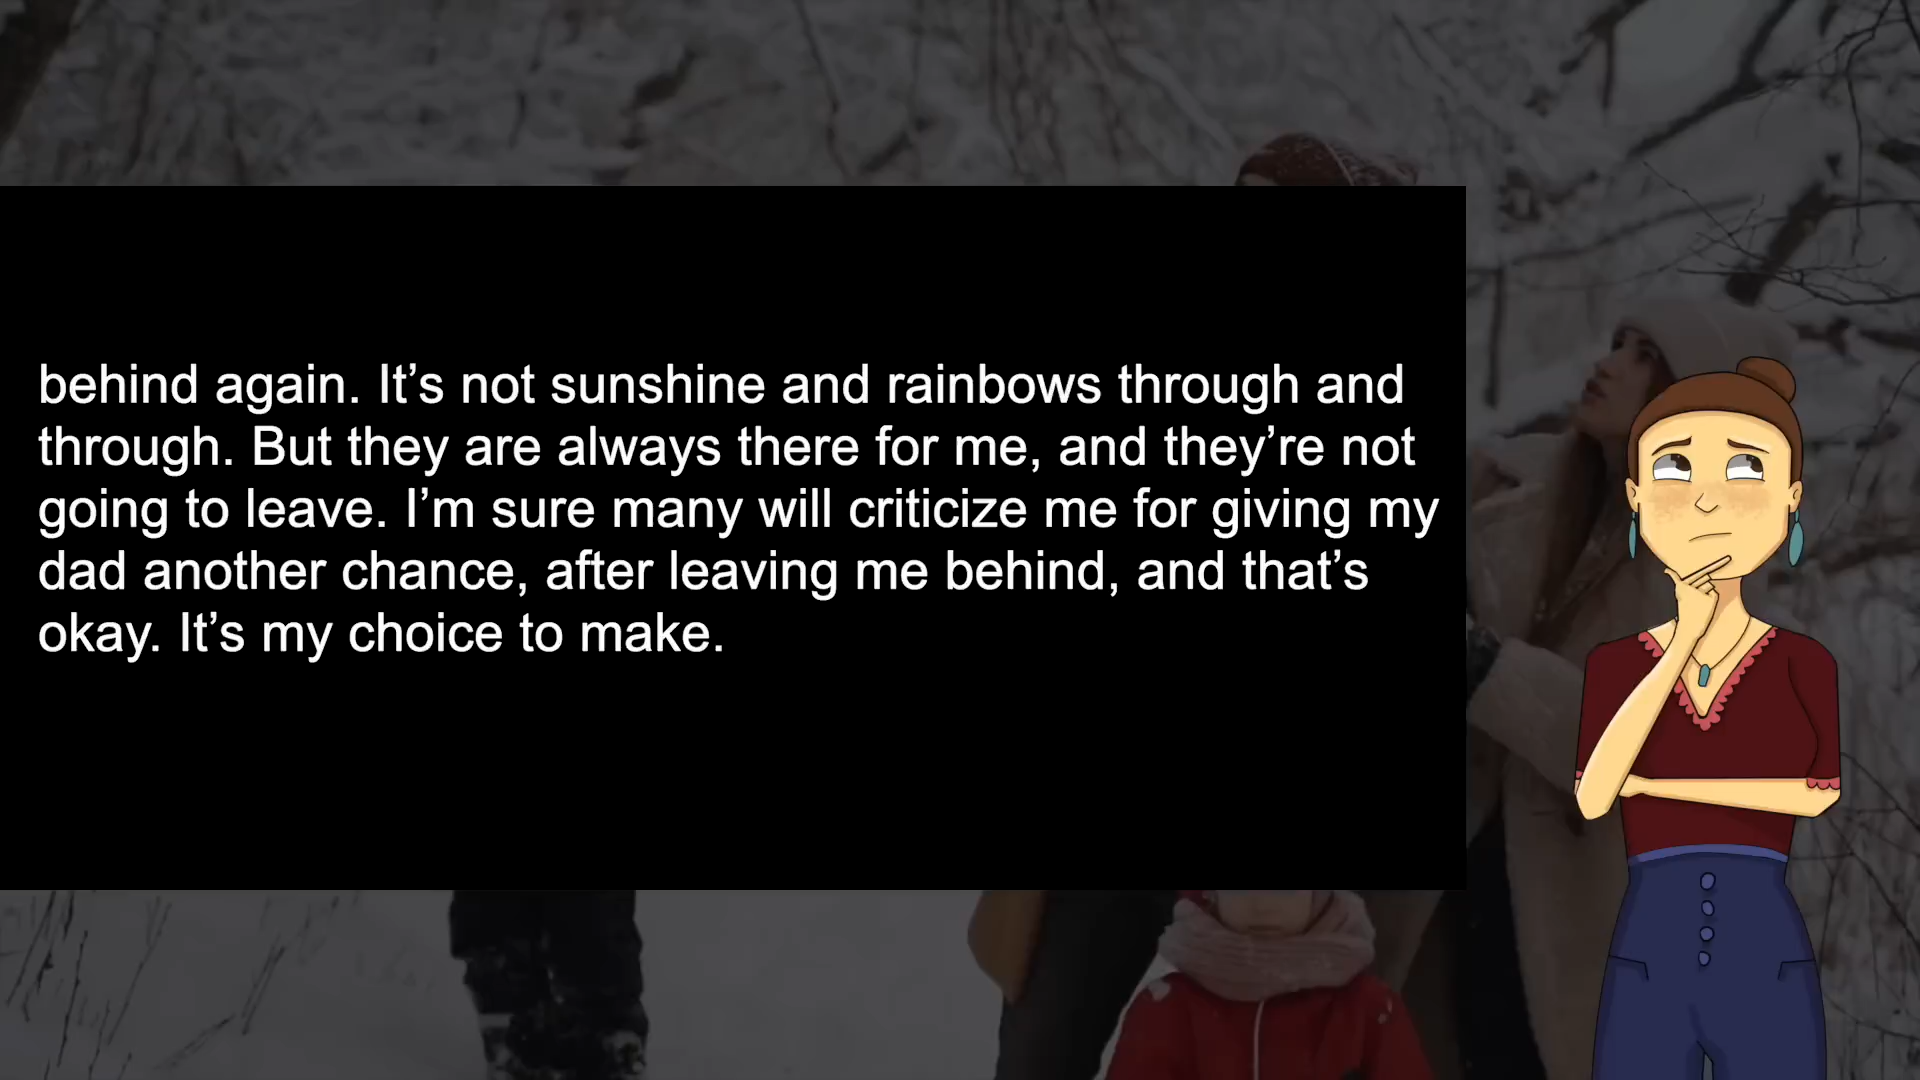 behind again. It’s not sunshine and rainbows through and
through. But they are always there for me, and they’re not
going to leave. I’m sure many will criticize me for giving my
dad another chance, after leaving me behind, and that’s
okay. It’s my choice to make.